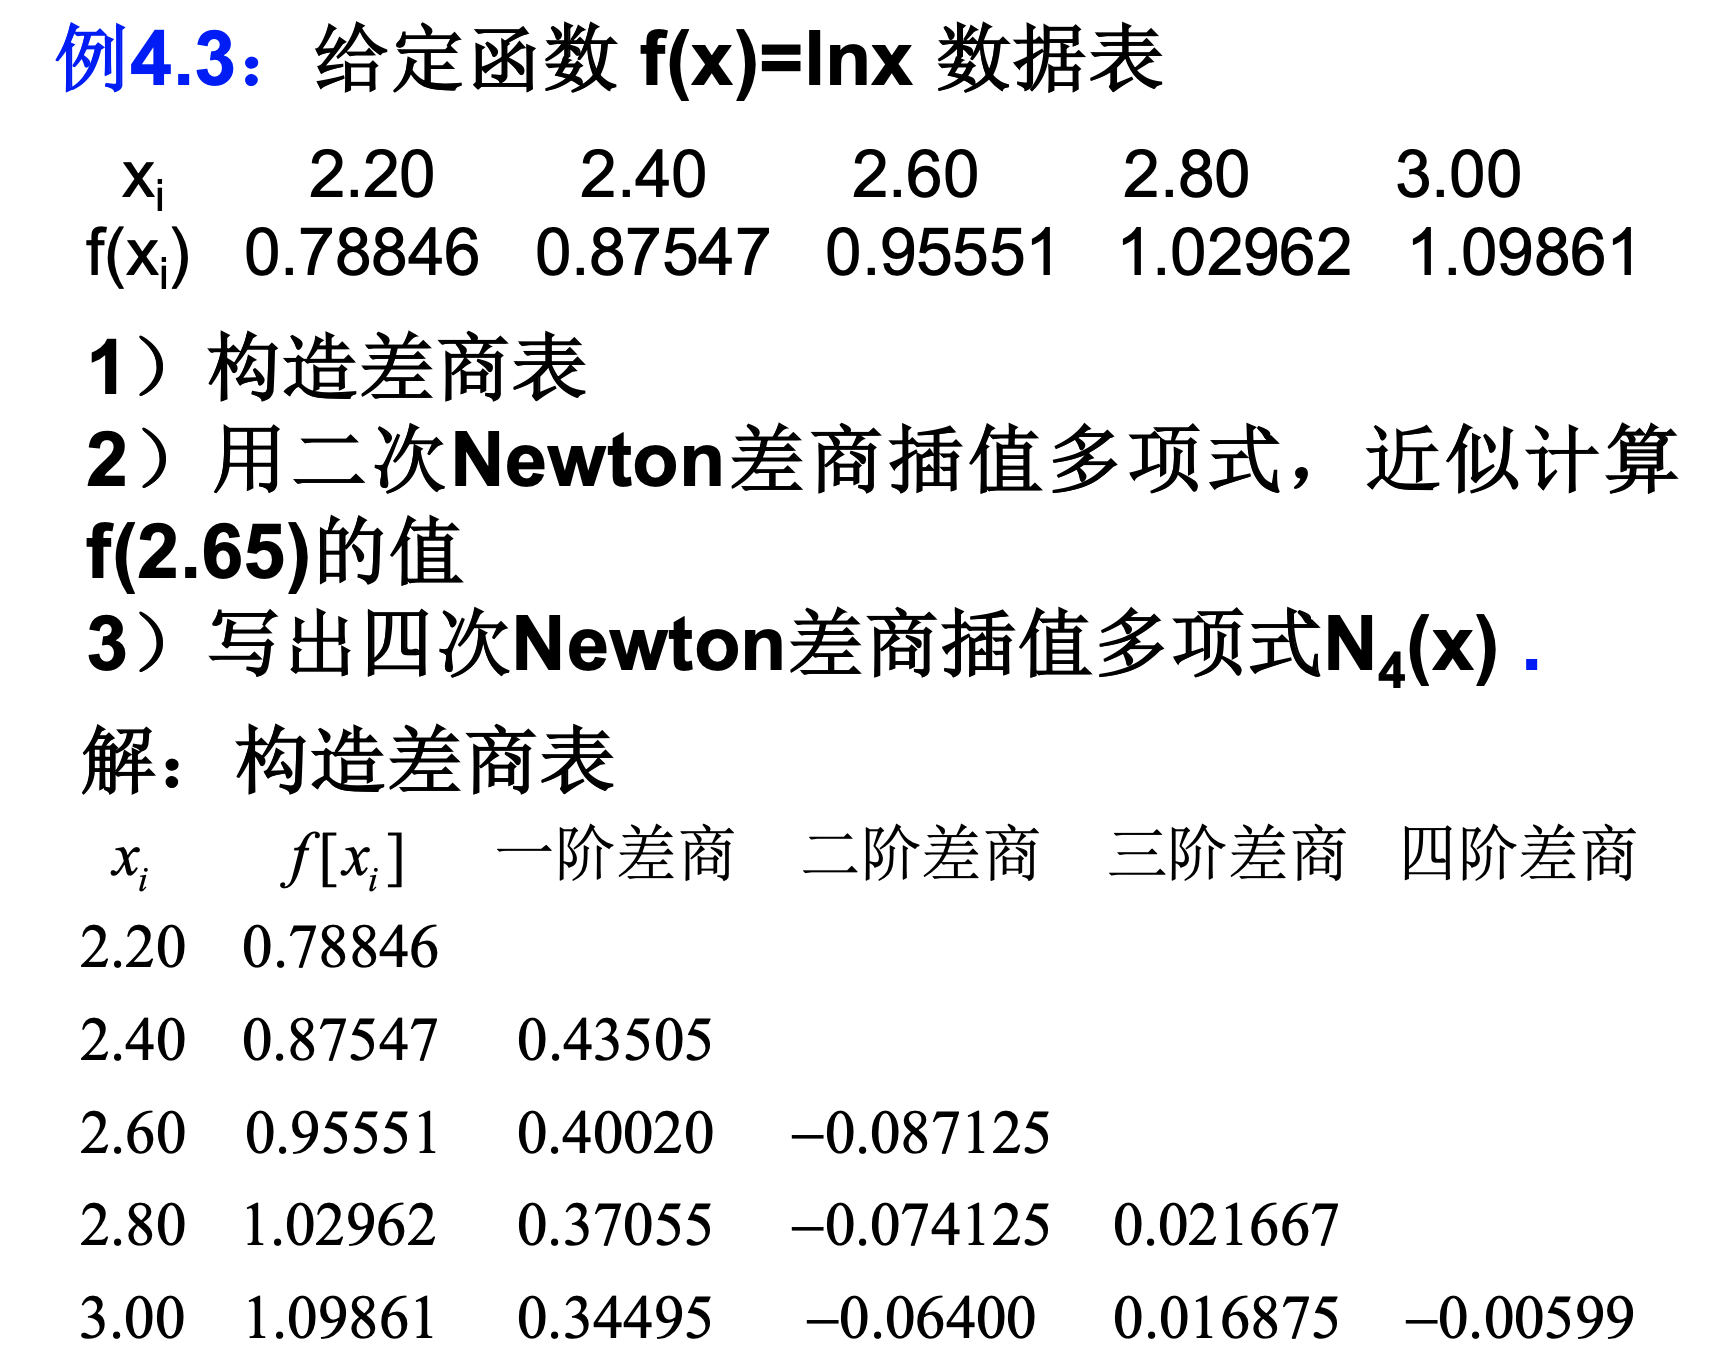 例4.3：给定函数 f(x)=lnx 数据表
xi 2.20 2.40 2.60 2.80 3.00
f(xi) 0.78846 0.87547 0.95551 1.02962 1.09861
1）构造差商表
2）用二次Newton差商插值多项式，近似计算
f(2.65)的值
3）写出四次Newton差商插值多项式N4(x) .
解：构造差商表
xi f[xi] 一阶差商 二阶差商 三阶差商 四阶差商
2.20 0.78846
2.40 0.87547 0.43505
2.60 0.95551 0.40020 −0.087125
2.80 1.02962 0.37055 −0.074125 0.021667
3.00 1.09861 0.34495 −0.06400 0.016875 −0.00599